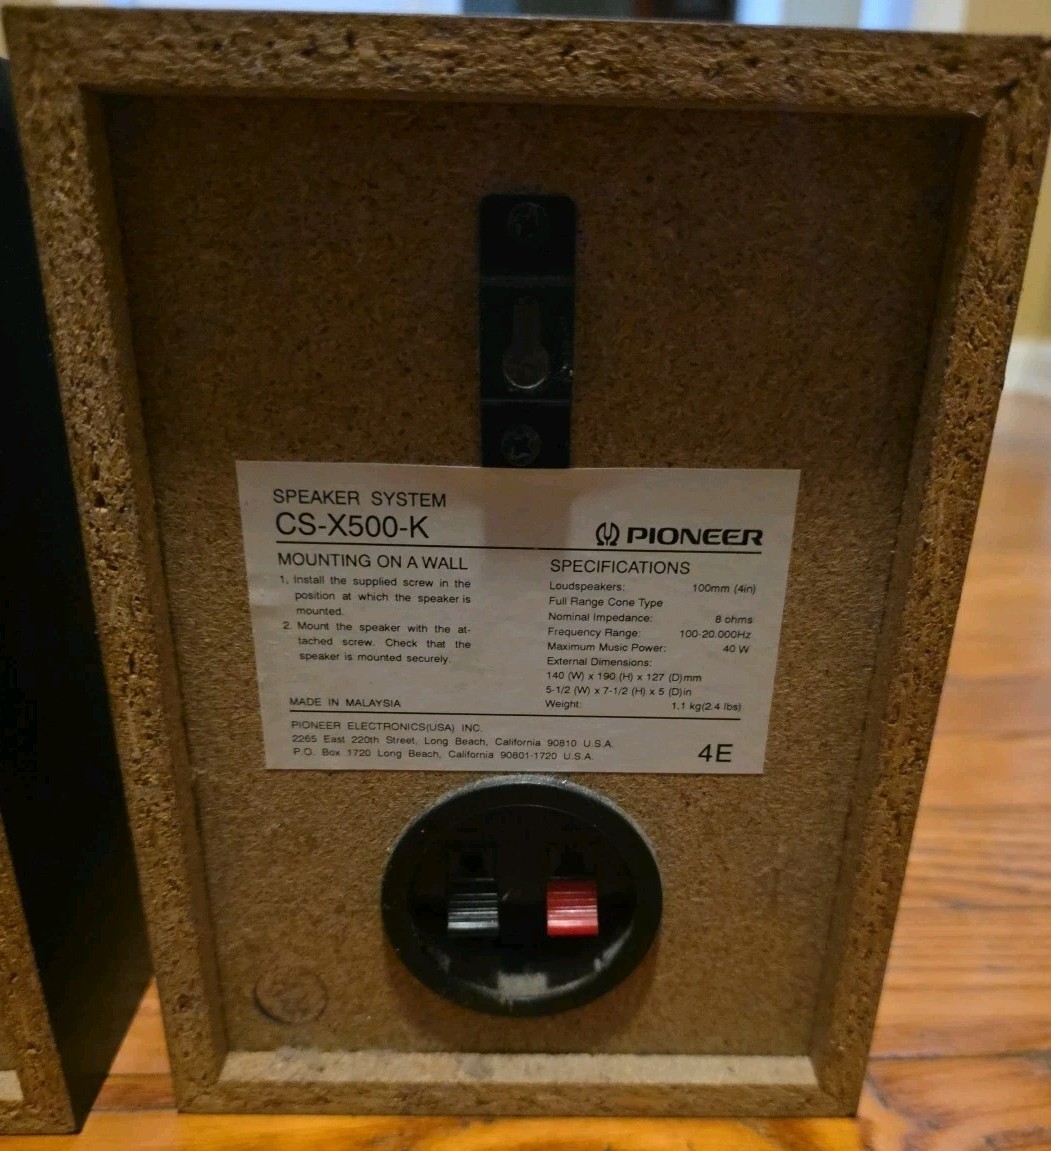 SPEAKER SYSTEM
CS-X500-K
PIONEER
MOUNTING ON A WALL
1. Install the supplied screw in the
position at which the speaker is
mounted.
2. Mount the speaker with the at-
tached screw. Check that the
speaker is mounted securely.
MADE IN MALAYSIA
SPECIFICATIONS
Loudspeakers: 100mm (4in)
Full Range Cone Type
Nominal Impedance: 8 ohms
Frequency Range: 100-20.000Hz
Maximum Music Power: 40 W
External Dimensions:
140 (W) x 190 (H) x 127 (D)mm
5-1/2 (W) x 7-1/2 (H) x 5 (D)in
Weight: 1.1 kg(2.4 lbs)
PIONEER ELECTRONICS(USA) INC.
2265 East 220th Street, Long Beach, California 90810 U.S.A.
P.O. Box 1720 Long Beach, California 90801-1720 U.S.A.
4E